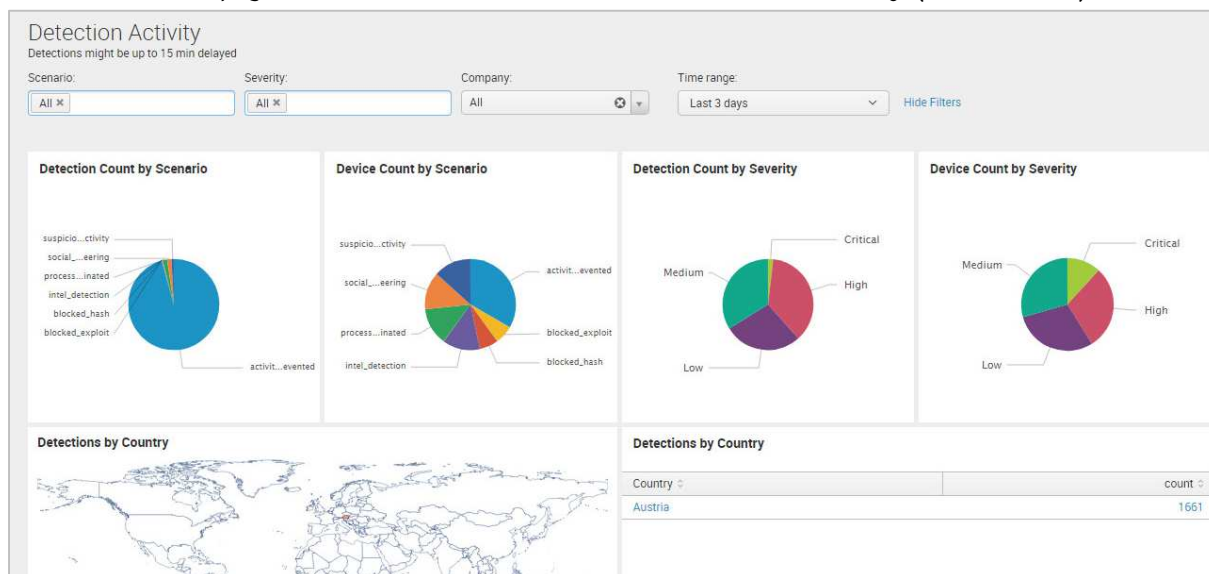 Detection Activity
Detections might be up to 15 min delayed
Scenario: Severity: Company: Time range:
All × All × All Last 3 days Hide Filters
Detection Count by Scenario
suspicio...ctivity
social_...eering
process...inated
intel_detection
blocked_hash
blocked_exploit
activit...evented
Device Count by Scenario
suspicio...ctivity
social_...eering
process...inated
intel_detection
activit...evented
blocked_exploit
blocked_hash
Detection Count by Severity
Critical
Medium
High
Low
Device Count by Severity
Critical
Medium
High
Low
Detections by Country
Detections by Country
Country count
Austria 1661